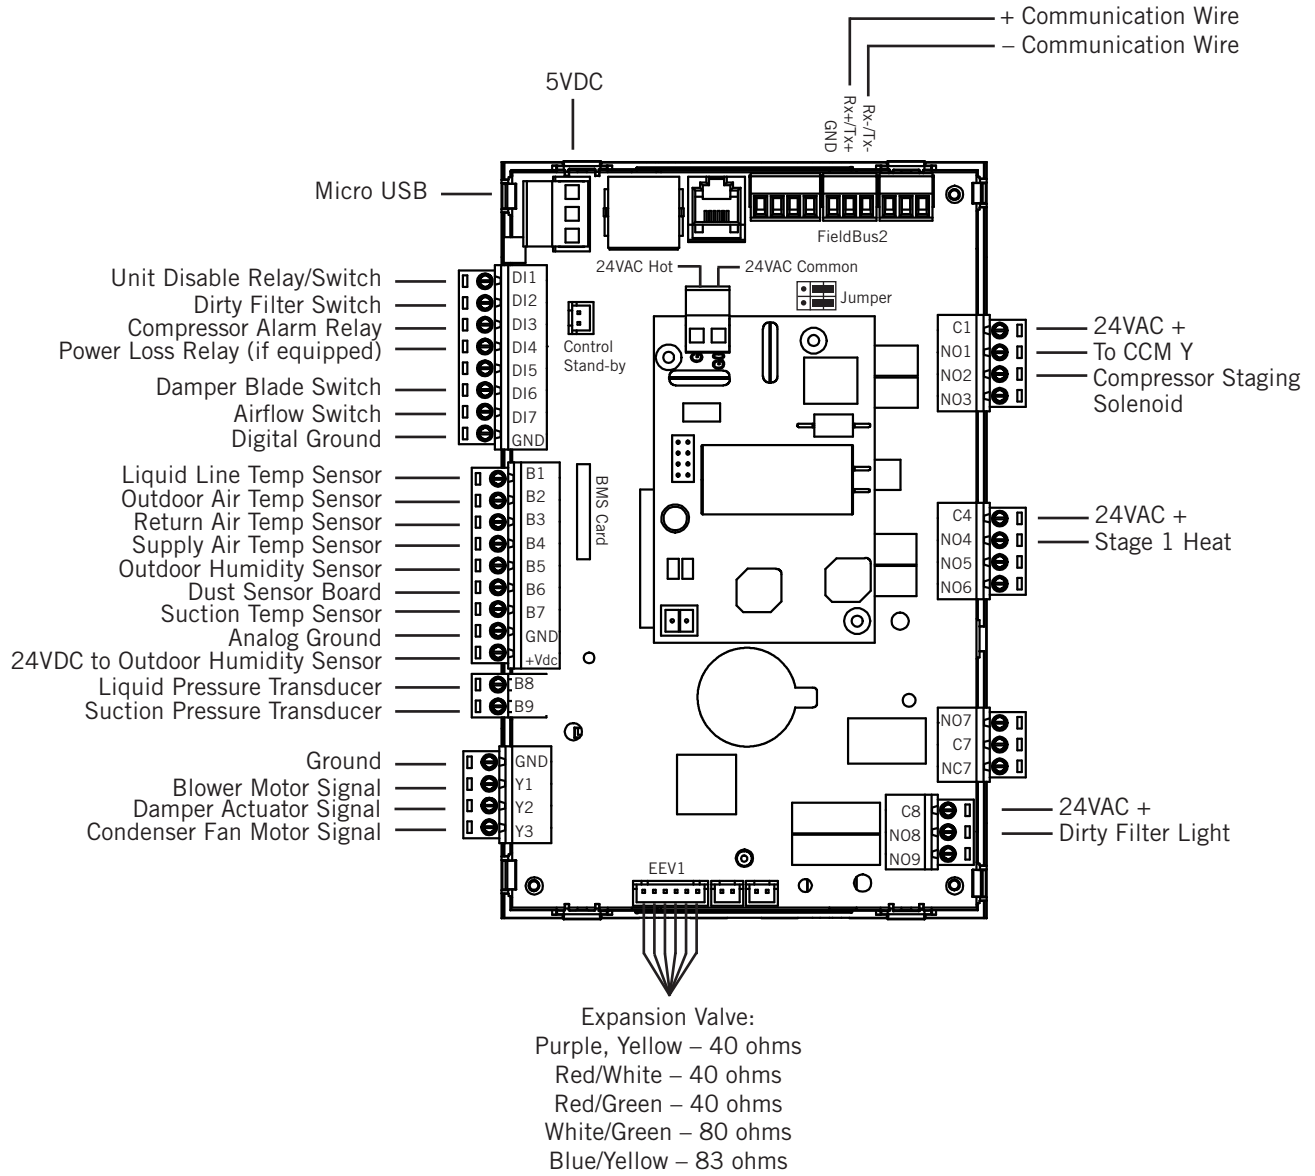 + Communication Wire
– Communication Wire
5VDC
Rx-/Tx-
Rx+/Tx+
GND
Micro USB
FieldBus2
24VAC Hot
24VAC Common
Jumper
Control
Stand-by
BMS Card
Unit Disable Relay/Switch
Dirty Filter Switch
Compressor Alarm Relay
Power Loss Relay (if equipped)
Damper Blade Switch
Airflow Switch
Digital Ground
DI1
DI2
DI3
DI4
DI5
DI6
DI7
GND
Liquid Line Temp Sensor
Outdoor Air Temp Sensor
Return Air Temp Sensor
Supply Air Temp Sensor
Outdoor Humidity Sensor
Dust Sensor Board
Suction Temp Sensor
Analog Ground
24VDC to Outdoor Humidity Sensor
Liquid Pressure Transducer
Suction Pressure Transducer
B1
B2
B3
B4
B5
B6
B7
GND
+Vdc
B8
B9
Ground
Blower Motor Signal
Damper Actuator Signal
Condenser Fan Motor Signal
GND
Y1
Y2
Y3
C1
NO1
NO2
NO3
24VAC +
To CCM Y
Compressor Staging
Solenoid
C4
NO4
NO5
NO6
24VAC +
Stage 1 Heat
NO7
C7
NC7
C8
NO8
NO9
24VAC +
Dirty Filter Light
EEV1
Expansion Valve:
Purple, Yellow – 40 ohms
Red/White – 40 ohms
Red/Green – 40 ohms
White/Green – 80 ohms
Blue/Yellow – 83 ohms